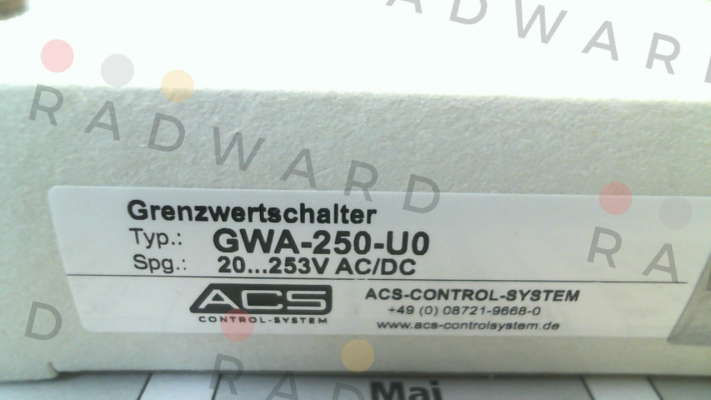 RADWARD
RADWARD
Grenzwertschalter
Typ.: GWA-250-U0
Spg.: 20...253V AC/DC
ACS
CONTROL-SYSTEM
ACS-CONTROL-SYSTEM
+49 (0) 08721-9668-0
www.acs-controlsystem.de
Mai